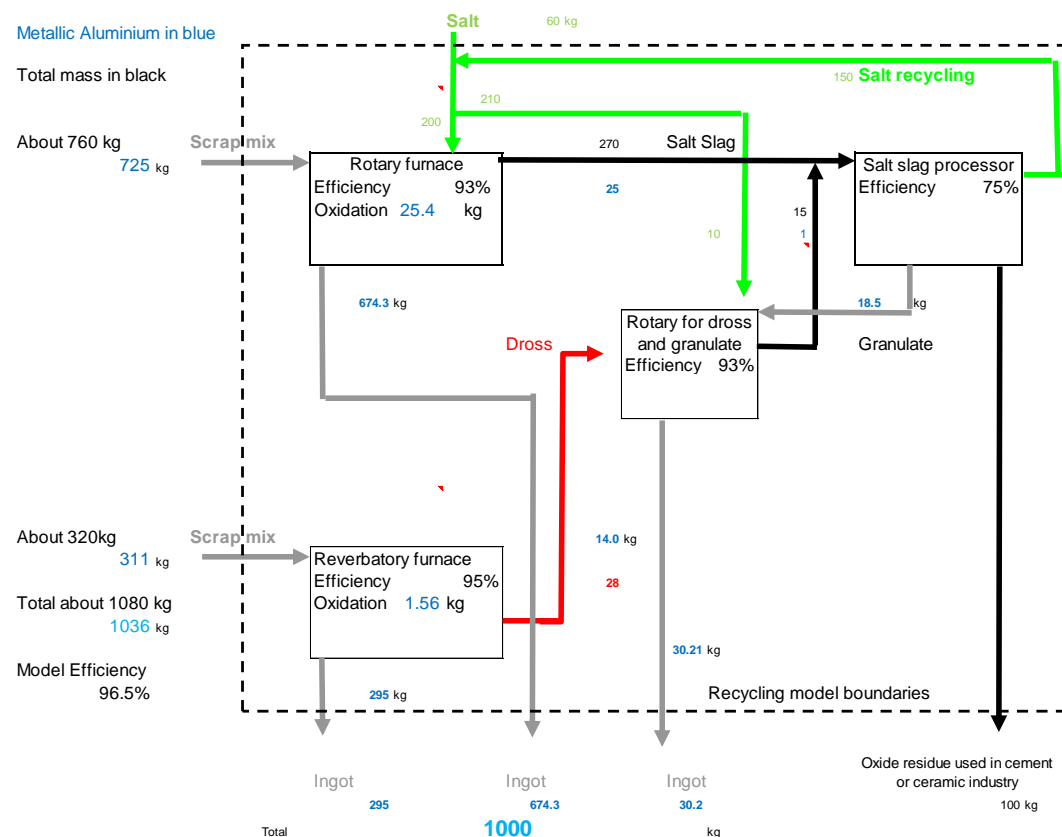 Salt 60 kg
Metallic Aluminium in blue
Total mass in black
150 Salt recycling
210
200
About 760 kg Scrap mix
725 kg
270 Salt Slag
25
Rotary furnace
Efficiency 93%
Oxidation 25.4 kg
Salt slag processor
Efficiency 75%
15
1
10
674.3 kg
18.5 kg
Granulate
Dross
Rotary for dross
and granulate
Efficiency 93%
About 320kg Scrap mix
311 kg
14.0 kg
28
Reverbatory furnace
Efficiency 95%
Oxidation 1.56 kg
Total about 1080 kg
1036 kg
Model Efficiency
96.5%
30.21 kg
295 kg
Recycling model boundaries
Ingot Ingot Ingot
295 674.3 30.2
Oxide residue used in cement
or ceramic industry
100 kg
Total 1000 kg